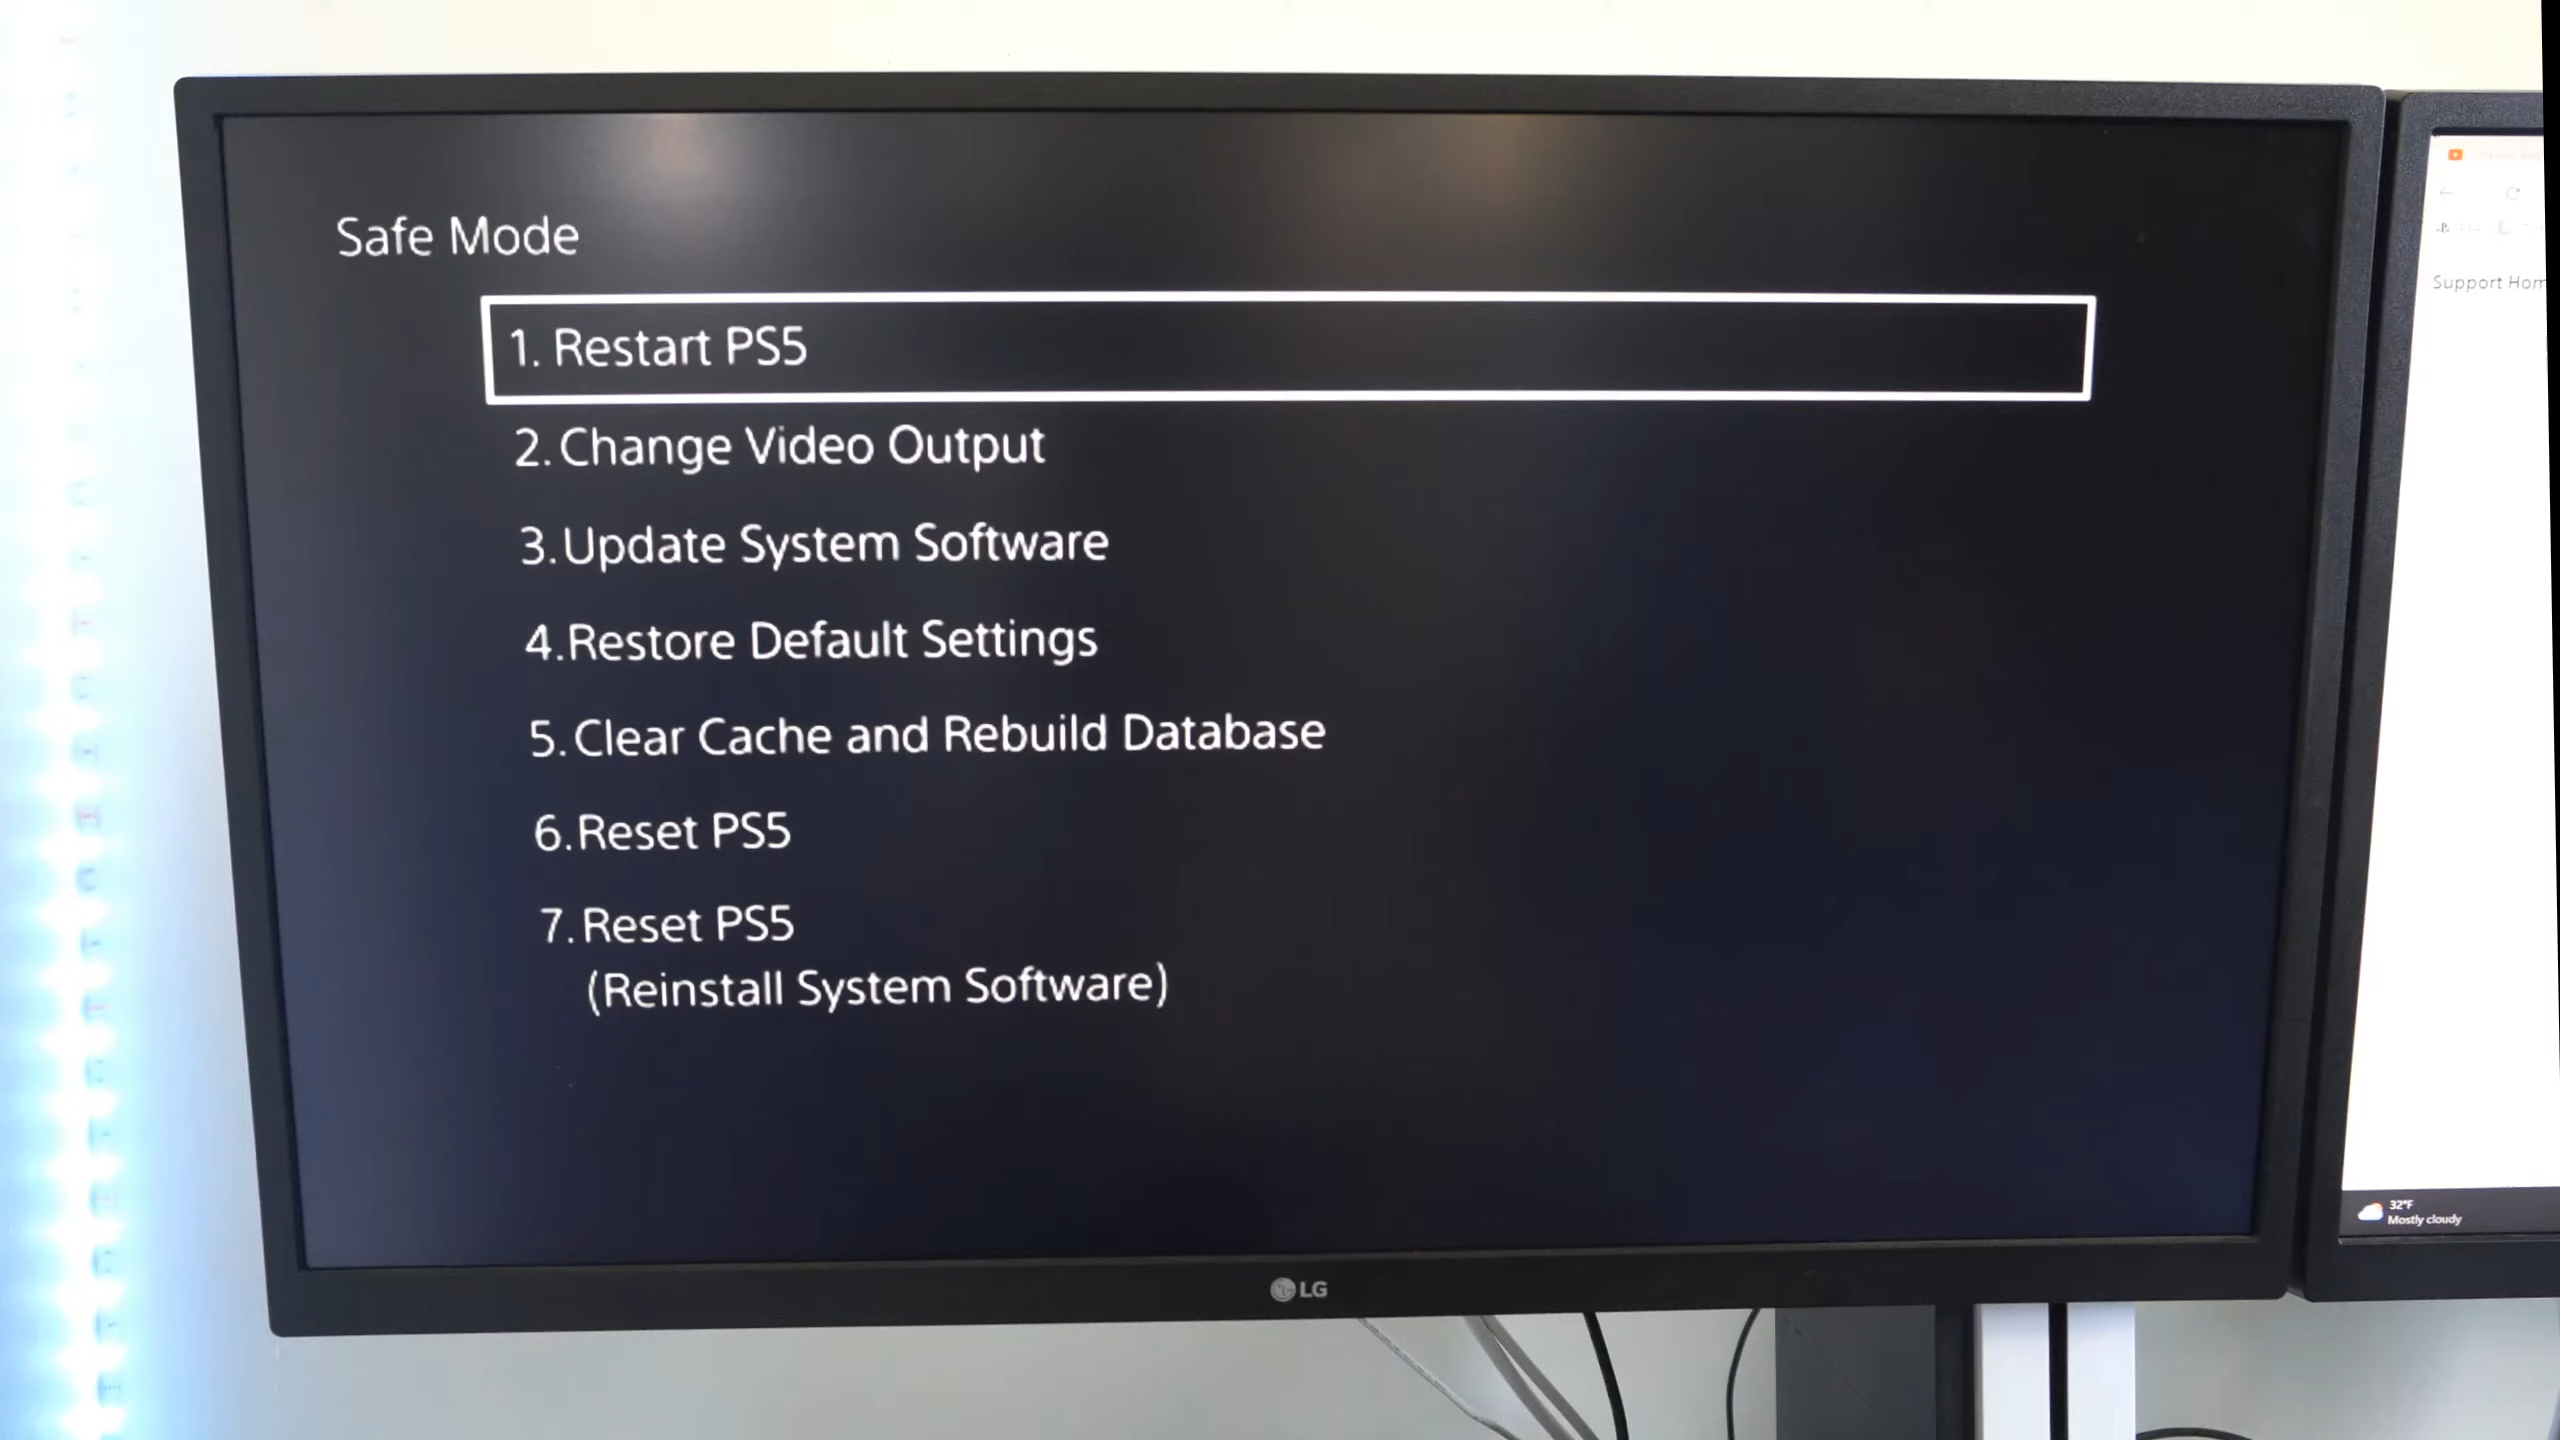 Safe Mode
1. Restart PS5
2. Change Video Output
3. Update System Software
4. Restore Default Settings
5. Clear Cache and Rebuild Database
6. Reset PS5
7. Reset PS5
(Reinstall System Software)
LG
Support Hom
32°F
Mostly cloudy